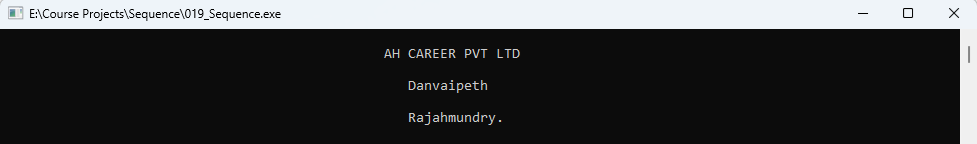 E:\Course Projects\Sequence\019_Sequence.exe
AH CAREER PVT LTD
Danvaipeth
Rajahmundry.